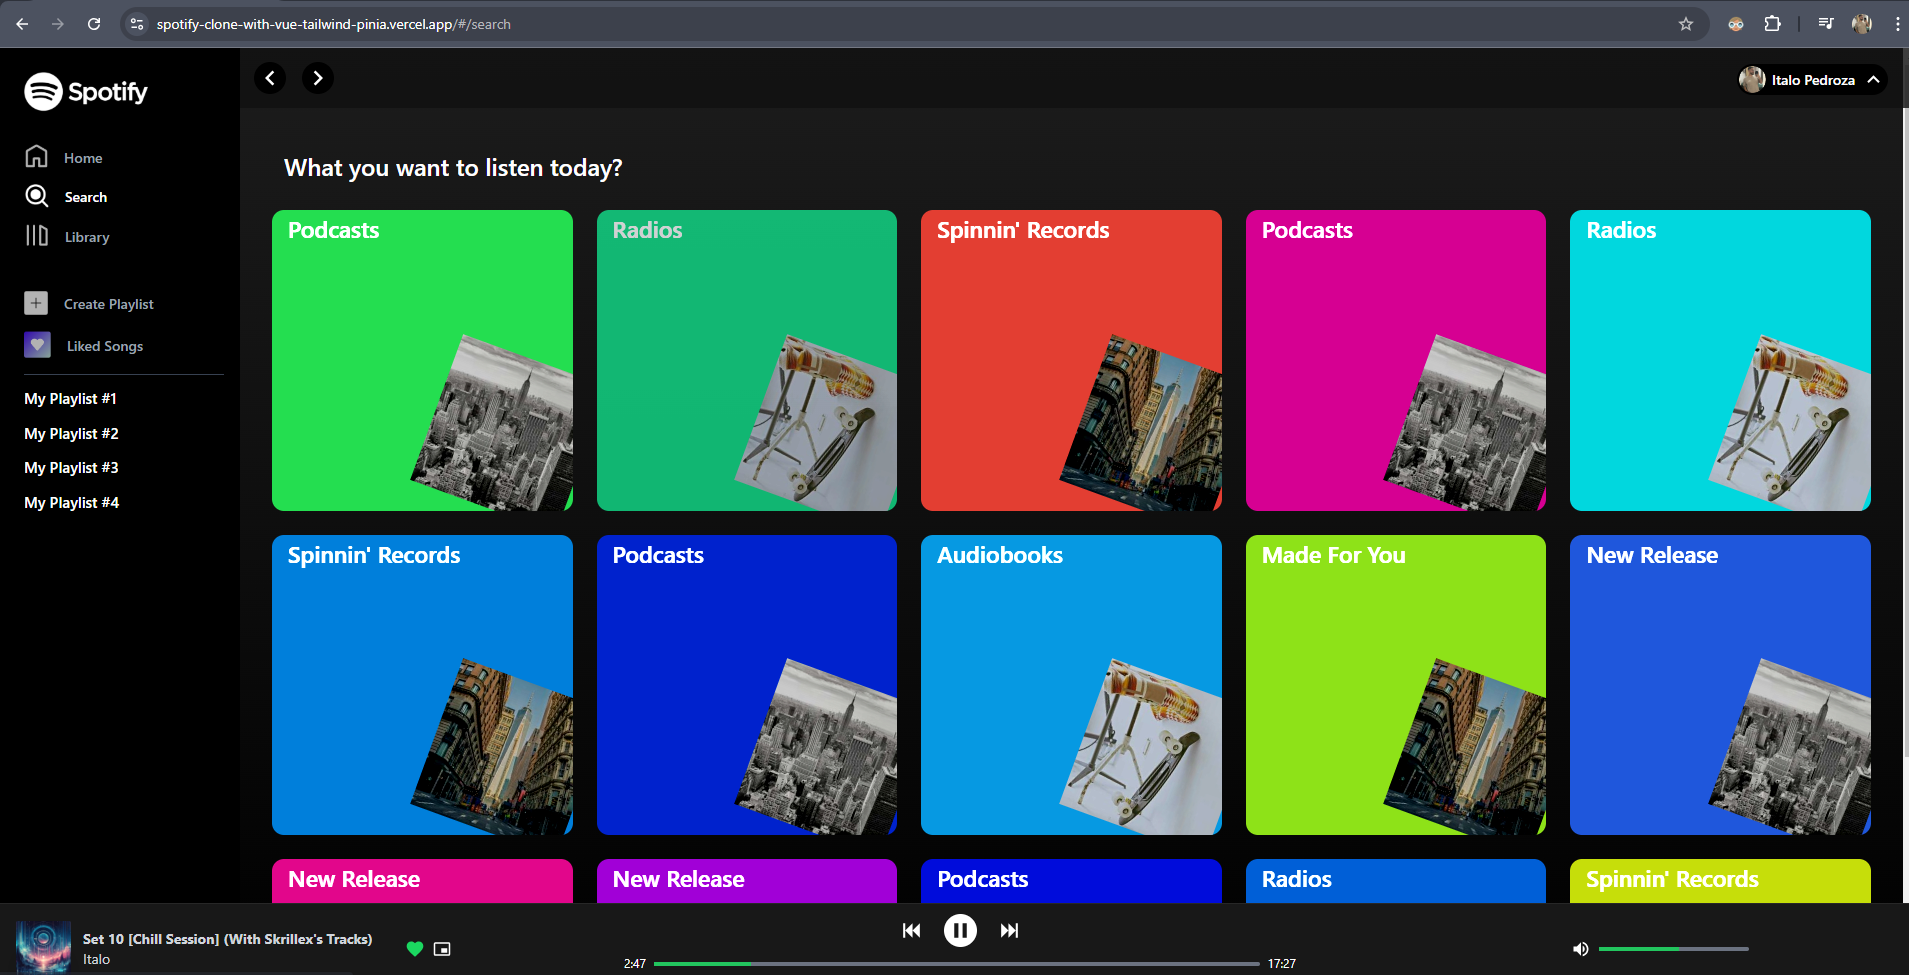 spotify-clone-with-vue-tailwind-pinia.vercel.app/#/search
Spotify
Italo Pedroza
Home
Search
Library
Create Playlist
Liked Songs
My Playlist #1
My Playlist #2
My Playlist #3
My Playlist #4
What you want to listen today?
Podcasts
Radios
Spinnin' Records
Podcasts
Radios
Spinnin' Records
Podcasts
Audiobooks
Made For You
New Release
New Release
New Release
Podcasts
Radios
Spinnin' Records
Set 10 [Chill Session] (With Skrillex's Tracks)
Italo
2:47
17:27